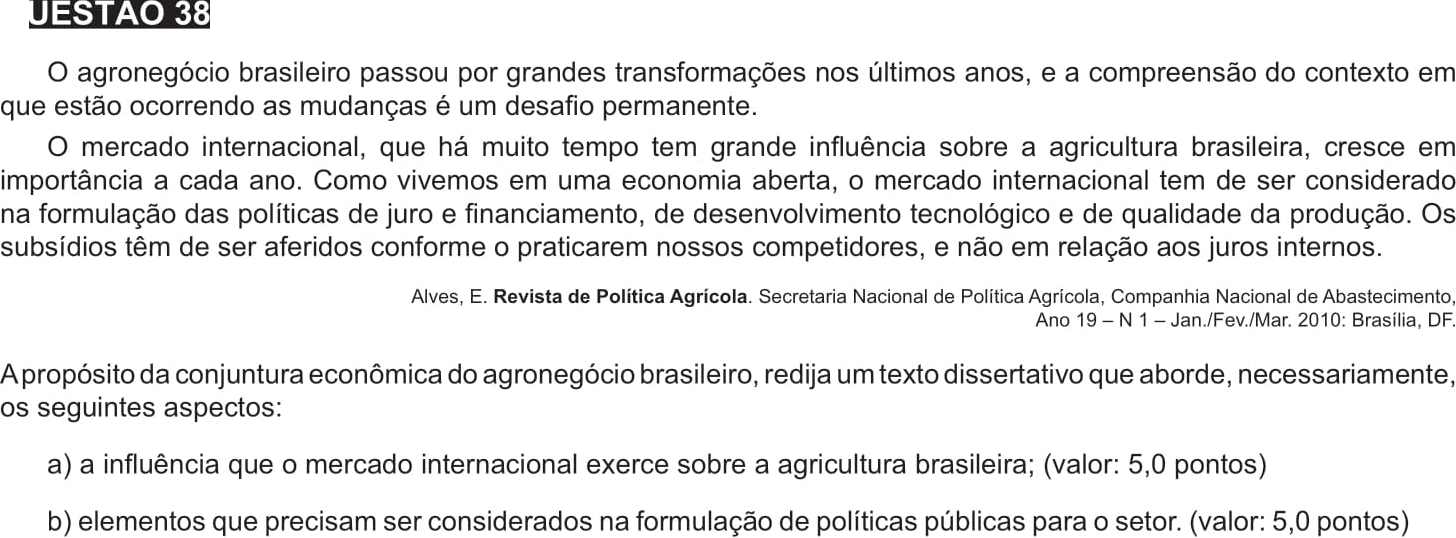 UESTÃO 38
O agronegócio brasileiro passou por grandes transformações nos últimos anos, e a compreensão do contexto em
que estão ocorrendo as mudanças é um desafio permanente.
O mercado internacional, que há muito tempo tem grande influência sobre a agricultura brasileira, cresce em
importância a cada ano. Como vivemos em uma economia aberta, o mercado internacional tem de ser considerado
na formulação das políticas de juro e financiamento, de desenvolvimento tecnológico e de qualidade da produção. Os
subsídios têm de ser aferidos conforme o praticarem nossos competidores, e não em relação aos juros internos.
Alves, E. Revista de Política Agrícola. Secretaria Nacional de Política Agrícola, Companhia Nacional de Abastecimento,
Ano 19 – N 1 – Jan./Fev./Mar. 2010: Brasília, DF.
A propósito da conjuntura econômica do agronegócio brasileiro, redija um texto dissertativo que aborde, necessariamente,
os seguintes aspectos:
a) a influência que o mercado internacional exerce sobre a agricultura brasileira; (valor: 5,0 pontos)
b) elementos que precisam ser considerados na formulação de políticas públicas para o setor. (valor: 5,0 pontos)